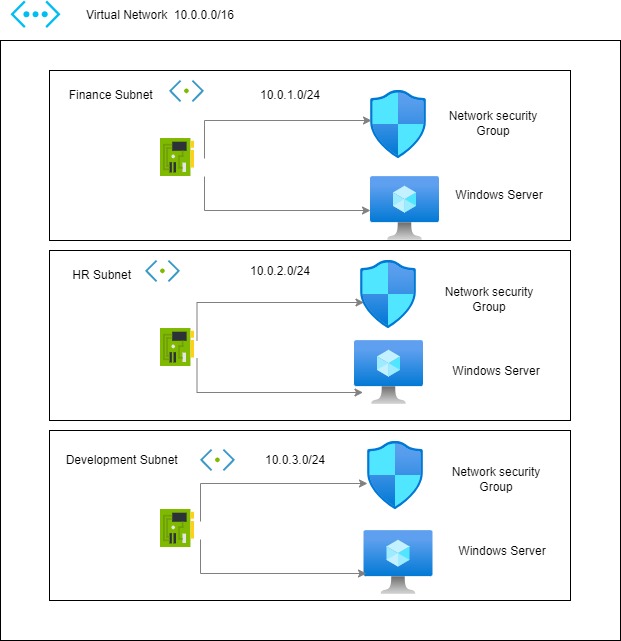 Virtual Network 10.0.0.0/16
Finance Subnet
10.0.1.0/24
Network security
Group
Windows Server
HR Subnet
10.0.2.0/24
Network security
Group
Windows Server
Development Subnet
10.0.3.0/24
Network security
Group
Windows Server